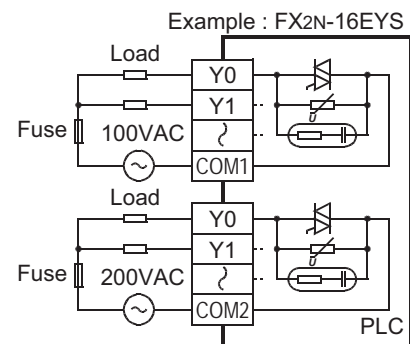 Example : FX2N-16EYS
Load
Y0
Y1
Fuse
100VAC
COM1
U
Load
Y0
Y1
Fuse
200VAC
COM2
U
PLC